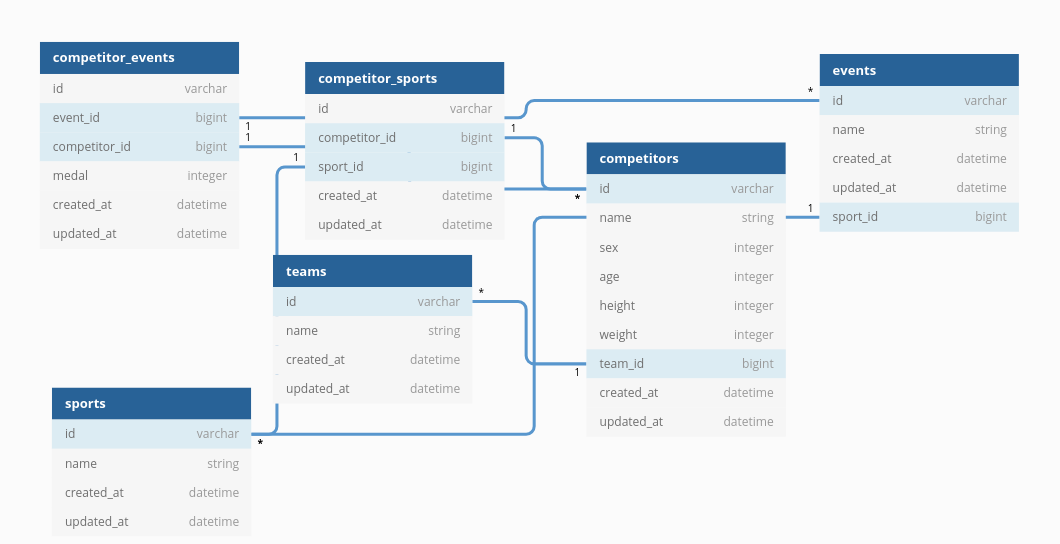 competitor_events
id varchar
event_id bigint
competitor_id bigint
medal integer
created_at datetime
updated_at datetime
1
1
competitor_sports
id varchar
competitor_id bigint
sport_id bigint
created_at datetime
updated_at datetime
1
1
events
id varchar
name string
created_at datetime
updated_at datetime
sport_id bigint
*
1
competitors
id varchar
name string
sex integer
age integer
height integer
weight integer
team_id bigint
created_at datetime
updated_at datetime
*
1
teams
id varchar
name string
created_at datetime
updated_at datetime
*
sports
id varchar
name string
created_at datetime
updated_at datetime
*